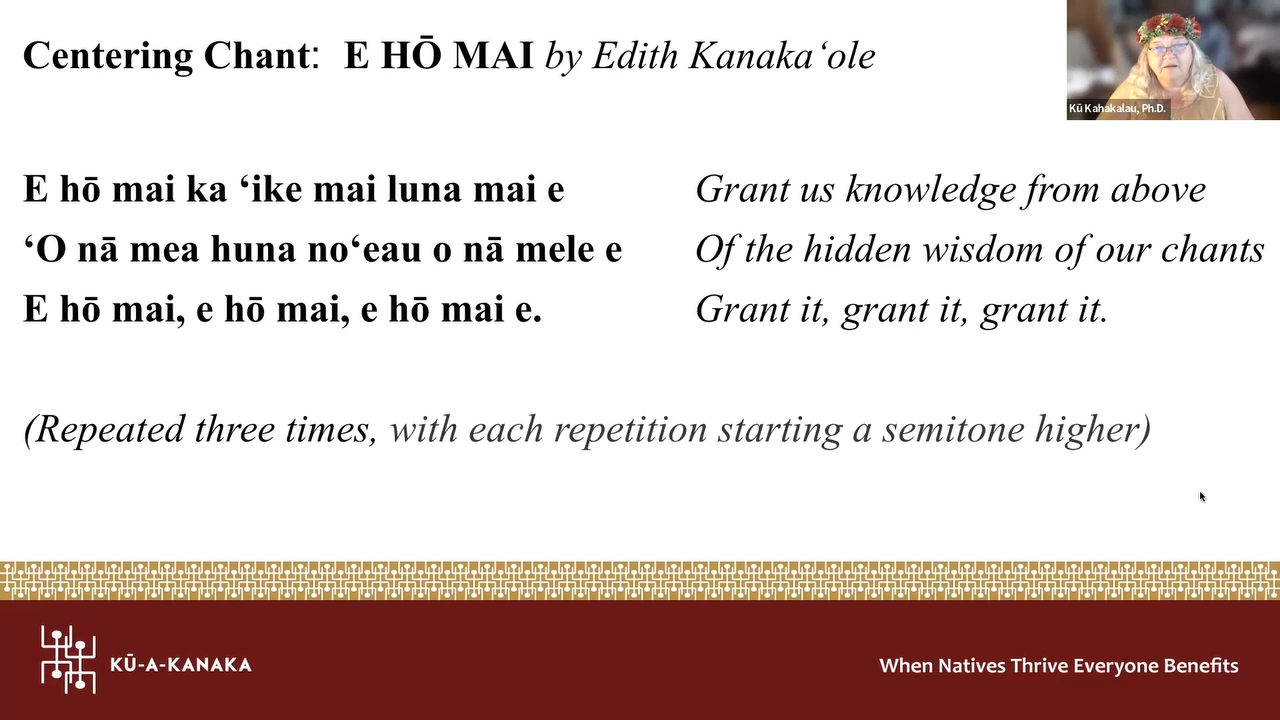 Centering Chant: E HŌ MAI by Edith Kanakaʻole
Kū Kahakalau, Ph.D.
E hō mai ka ‘ike mai luna mai e
Grant us knowledge from above
‘O nā mea huna no‘eau o nā mele e
Of the hidden wisdom of our chants
E hō mai, e hō mai, e hō mai e.
Grant it, grant it, grant it.
(Repeated three times, with each repetition starting a semitone higher)
KŪ-A-KANAKA
When Natives Thrive Everyone Benefits